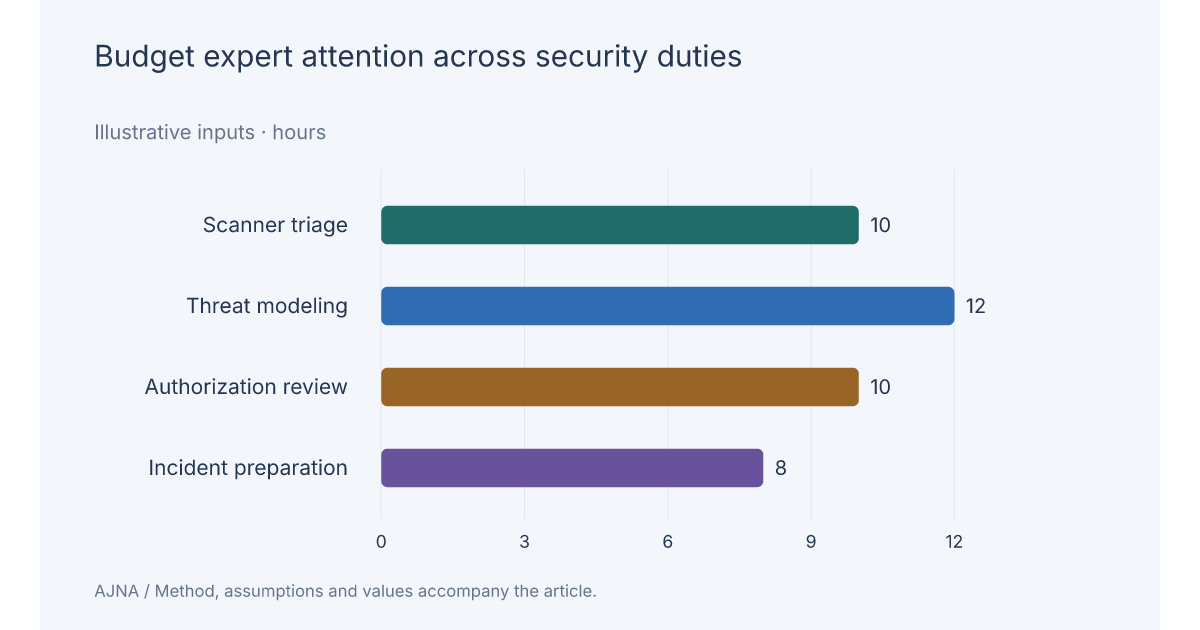 Budget expert attention across security duties
Illustrative inputs · hours
Scanner triage 10
Threat modeling 12
Authorization review 10
Incident preparation 8
0 3 6 9 12
AJNA / Method, assumptions and values accompany the article.